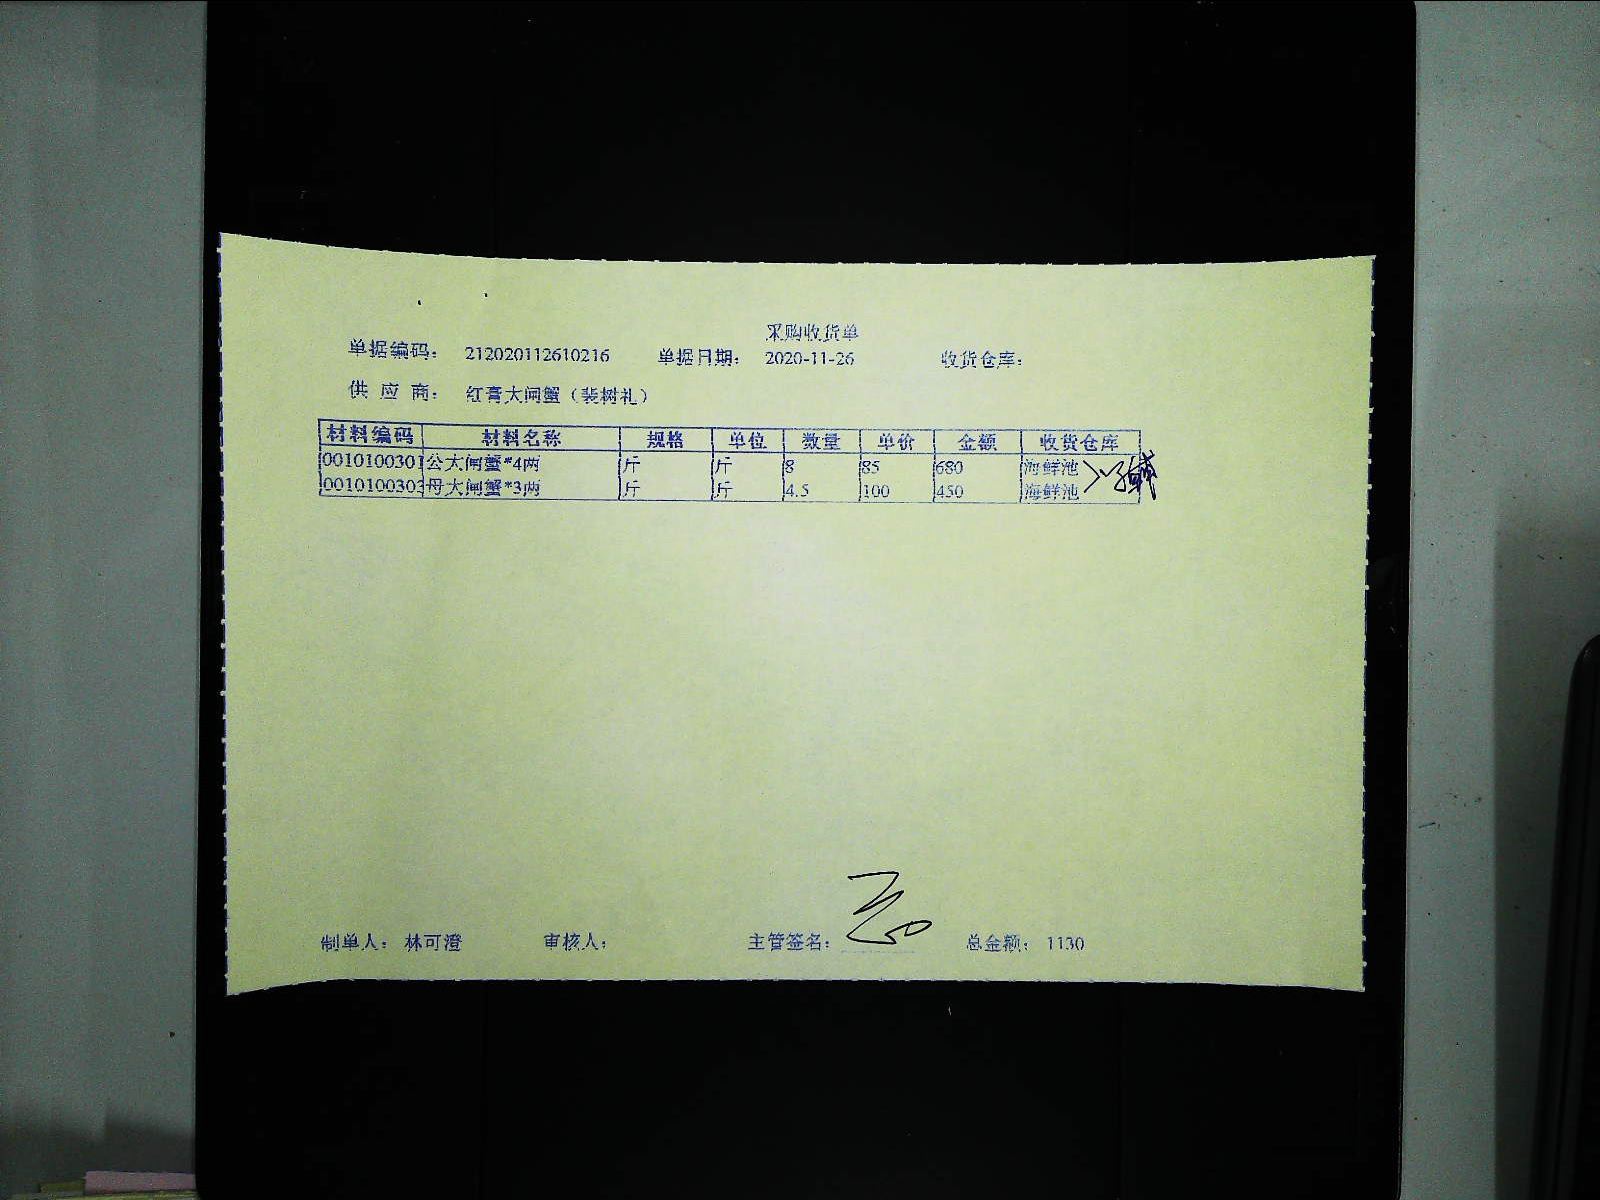 采购收货单
单据编码： 212020112610216 单据日期： 2020-11-26 收货仓库：
供 应 商： 红膏大闸蟹（裴树礼）
材料编码 材料名称 规格 单位 数量 单价 金额 收货仓库
0010100301 公大闸蟹*4两 斤 斤 8 85 680 海鲜池
0010100303 母大闸蟹*3两 斤 斤 4.5 100 450 海鲜池
制单人： 林可澄 审核人： 主管签名： 总金额： 1130